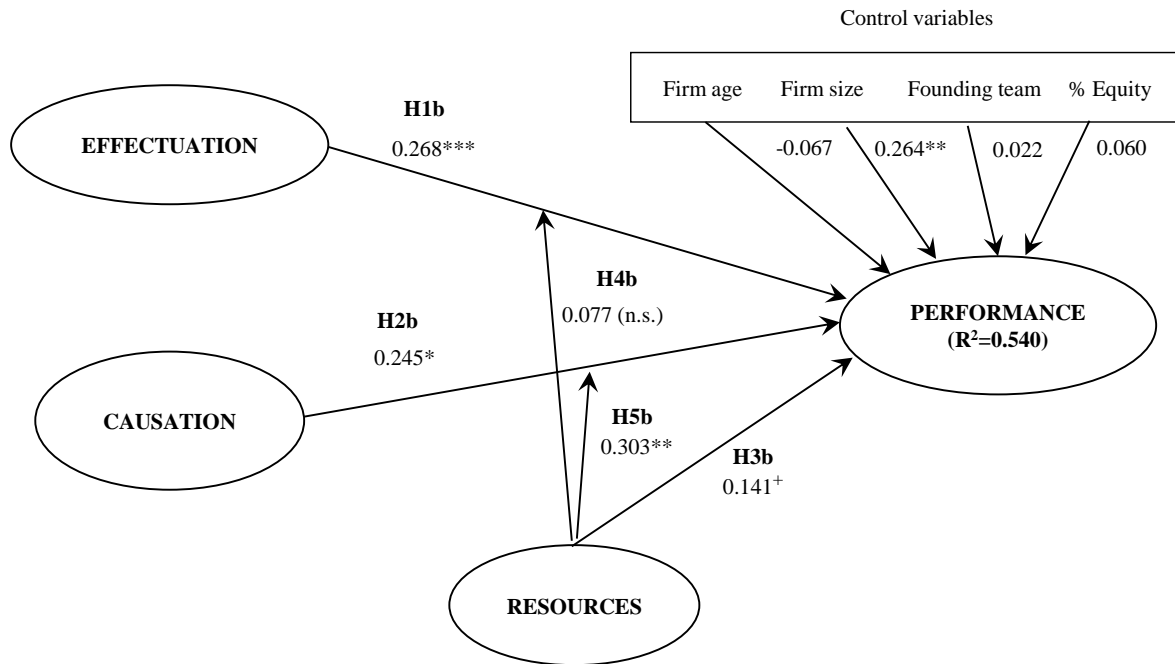 Control variables
Firm age Firm size Founding team % Equity
H1b
0.268***
EFFECTUATION
-0.067 0.264** 0.022 0.060
H4b
0.077 (n.s.)
PERFORMANCE
(R²=0.540)
H2b
0.245*
CAUSATION
H5b
0.303**
H3b
0.141⁺
RESOURCES